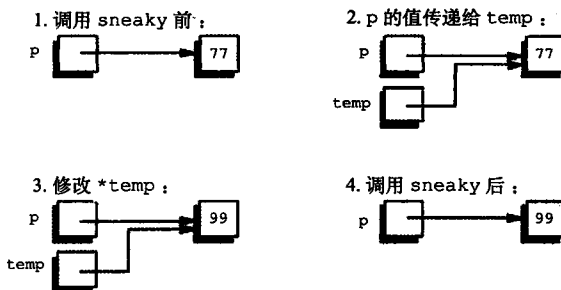 1. 调用 sneaky 前：
p
77
2. p 的值传递给 temp：
p
77
temp
3. 修改 *temp：
p
99
temp
4. 调用 sneaky 后：
p
99